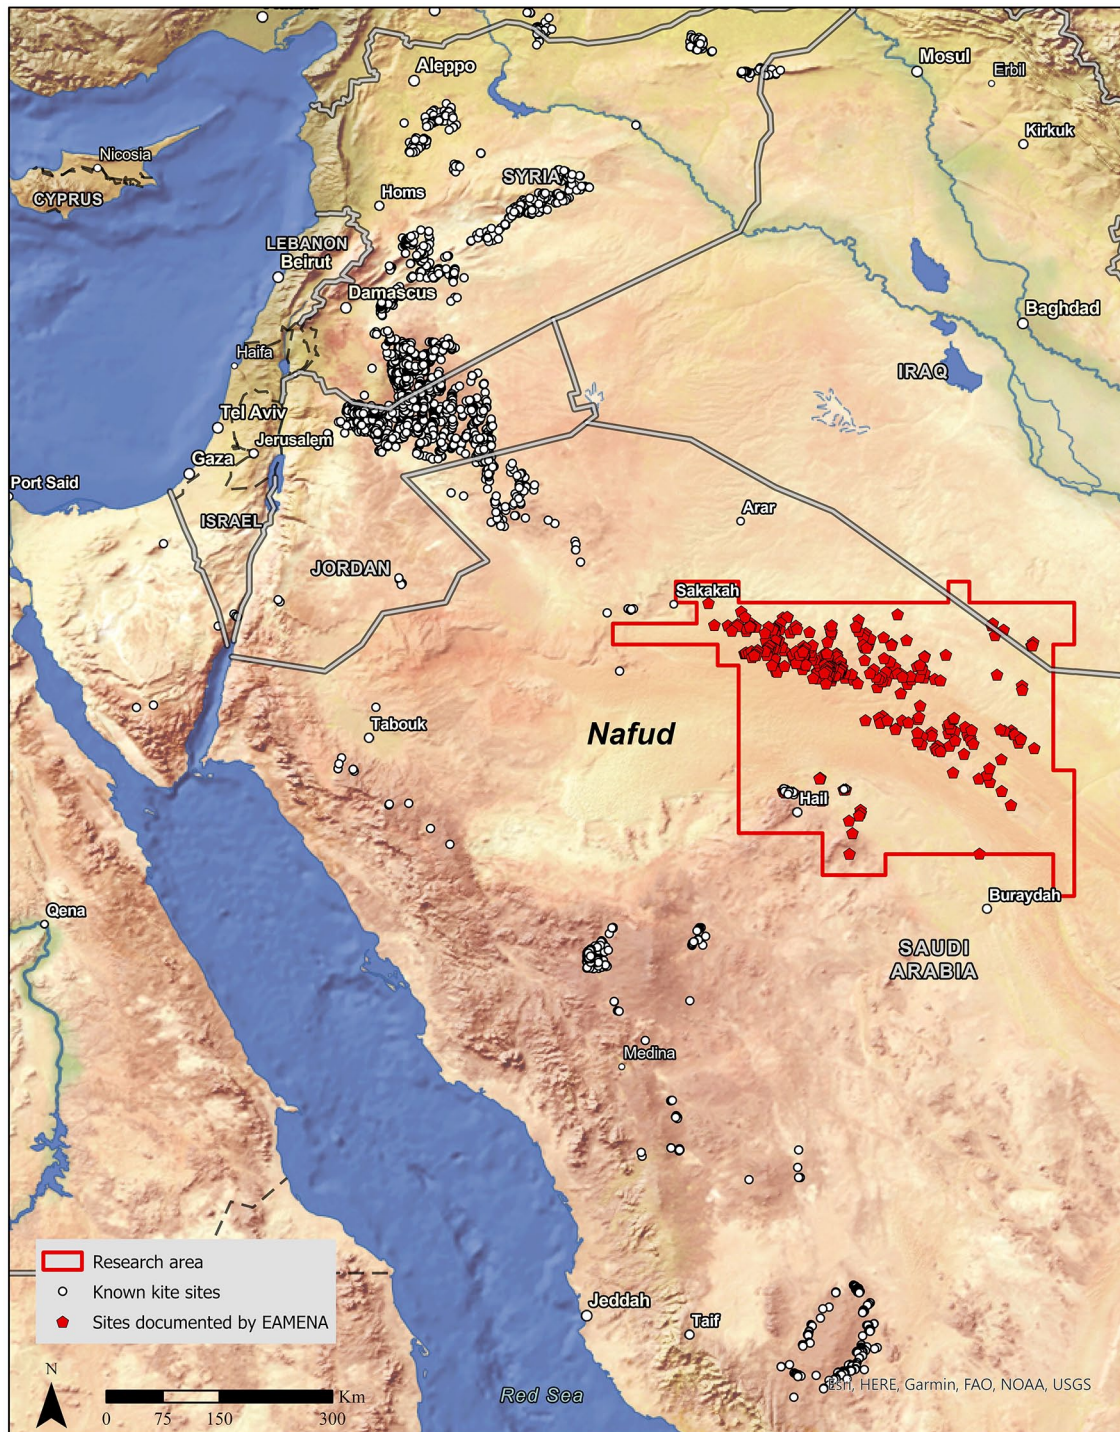 Aleppo
Mosul
Erbil
Kirkuk
Nicosia
CYPRUS
SYRIA
Homs
LEBANON
Beirut
Damascus
Baghdad
Haifa
IRAQ
Tel Aviv
Jerusalem
Gaza
Port Said
ISRAEL
Arar
JORDAN
Sakakah
Tabouk
Nafud
Hail
Qena
Buraydah
SAUDI
ARABIA
Medina
Jeddah
Taif
Red Sea
Research area
Known kite sites
Sites documented by EAMENA
N
Km
0 75 150 300
Esri, HERE, Garmin, FAO, NOAA, USGS